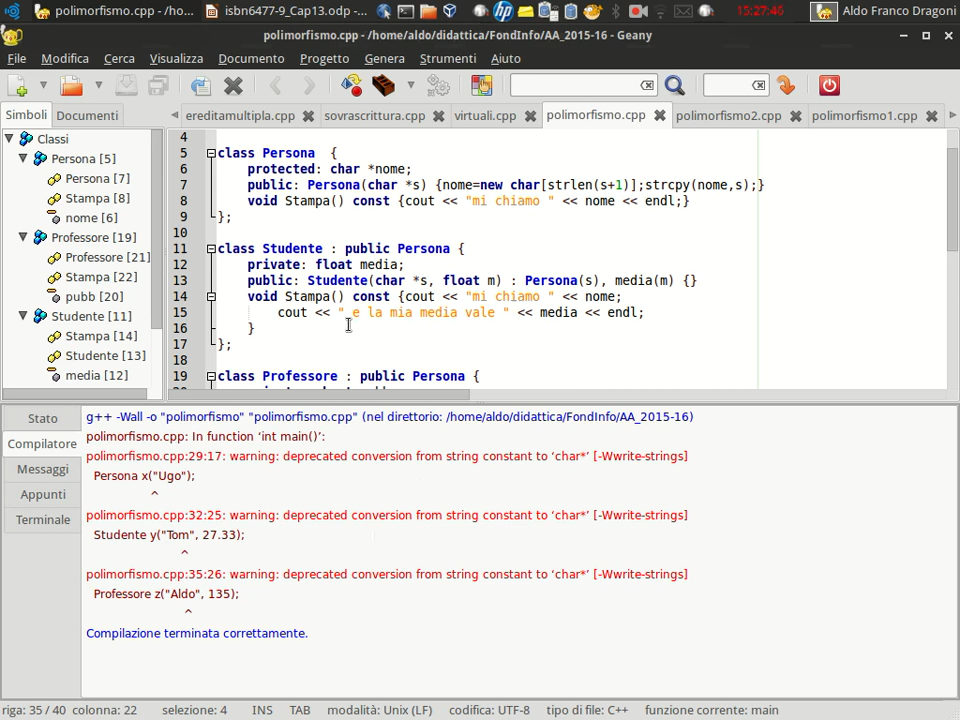 polimorfismo.cpp - /ho...
isbn6477-9_Cap13.odp - ...
15:27:46
Aldo Franco Dragoni
polimorfismo.cpp - /home/aldo/didattica/FondInfo/AA_2015-16 - Geany
File Modifica Cerca Visualizza Documento Progetto Genera Strumenti Aiuto
Simboli Documenti
ereditamultipla.cpp sovrascrittura.cpp virtuali.cpp polimorfismo.cpp polimorfismo2.cpp polimorfismo1.cpp
Classi
Persona [5]
Persona [7]
Stampa [8]
nome [6]
Professore [19]
Professore [21]
Stampa [22]
pubb [20]
Studente [11]
Stampa [14]
Studente [13]
media [12]
4
5 class Persona  {
6     protected: char *nome;
7     public: Persona(char *s) {nome=new char[strlen(s+1)];strcpy(nome,s);}
8     void Stampa() const {cout << "mi chiamo " << nome << endl;}
9 };
10
11 class Studente : public Persona {
12     private: float media;
13     public: Studente(char *s, float m) : Persona(s), media(m) {}
14     void Stampa() const {cout << "mi chiamo " << nome;
15         cout << " e la mia media vale " << media << endl;
16     }
17 };
18
19 class Professore : public Persona {
Stato
Compilatore
Messaggi
Appunti
Terminale
g++ -Wall -o "polimorfismo" "polimorfismo.cpp" (nel direttorio: /home/aldo/didattica/FondInfo/AA_2015-16)
polimorfismo.cpp: In function ‘int main()’:
polimorfismo.cpp:29:17: warning: deprecated conversion from string constant to ‘char*’ [-Wwrite-strings]
Persona x("Ugo");
^
polimorfismo.cpp:32:25: warning: deprecated conversion from string constant to ‘char*’ [-Wwrite-strings]
Studente y("Tom", 27.33);
^
polimorfismo.cpp:35:26: warning: deprecated conversion from string constant to ‘char*’ [-Wwrite-strings]
Professore z("Aldo", 135);
^
Compilazione terminata correttamente.
riga: 35 / 40 colonna: 22 selezione: 4 INS TAB modalità: Unix (LF) codifica: UTF-8 tipo di file: C++ funzione corrente: main